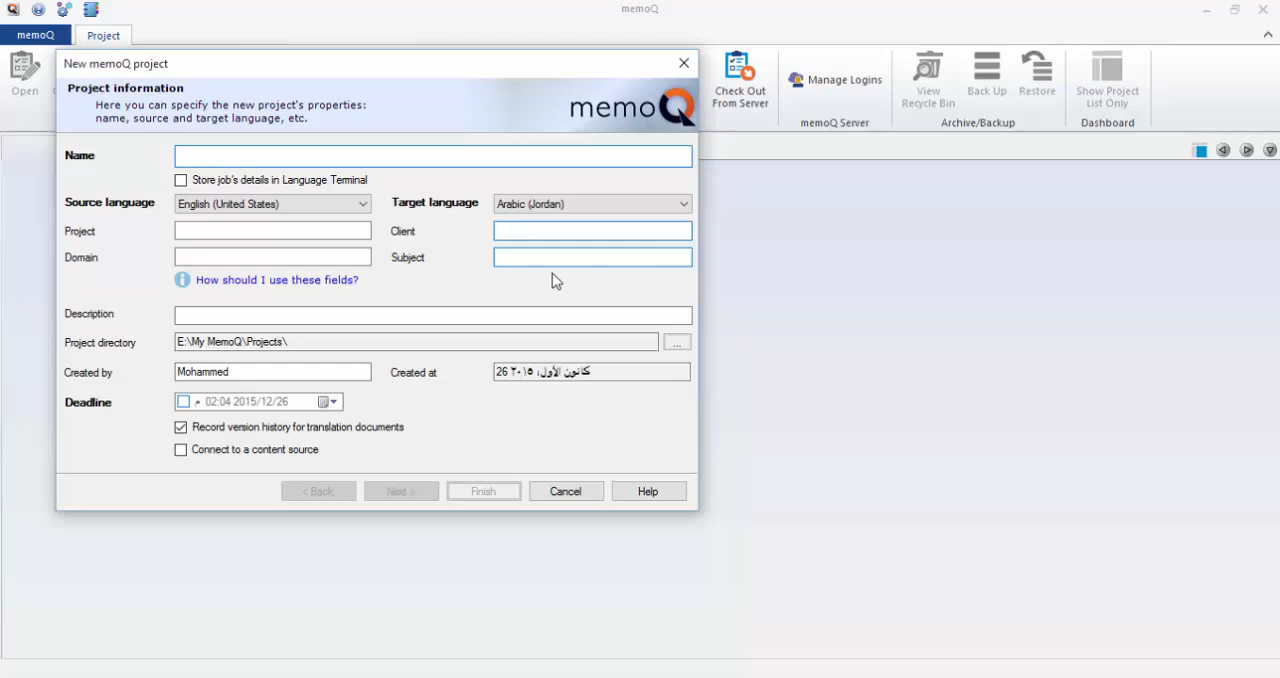 memoQ
memoQ
Project
Open
New memoQ project
Project information
Here you can specify the new project's properties:
name, source and target language, etc.
memoQ
Check Out
From Server
Manage Logins
memoQ Server
View
Recycle Bin
Back Up
Restore
Archive/Backup
Show Project
List Only
Dashboard
Name
Store job's details in Language Terminal
Source language
English (United States)
Target language
Arabic (Jordan)
Project
Client
Domain
Subject
How should I use these fields?
Description
Project directory
E:\My MemoQ\Projects\
...
Created by
Mohammed
Created at
26 كانون الأول، ٢٠١٥
Deadline
م 02:04 2015/12/26
Record version history for translation documents
Connect to a content source
< Back
Next >
Finish
Cancel
Help